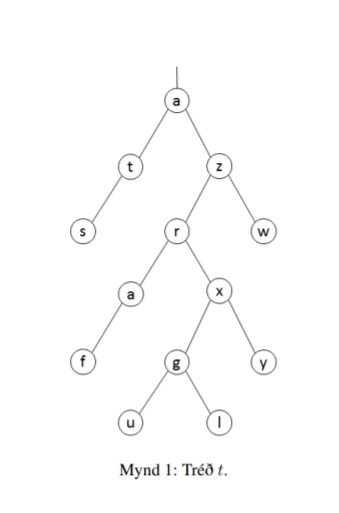 a
t z
s r w
a x
f g y
u l
Mynd 1: Tréð t.